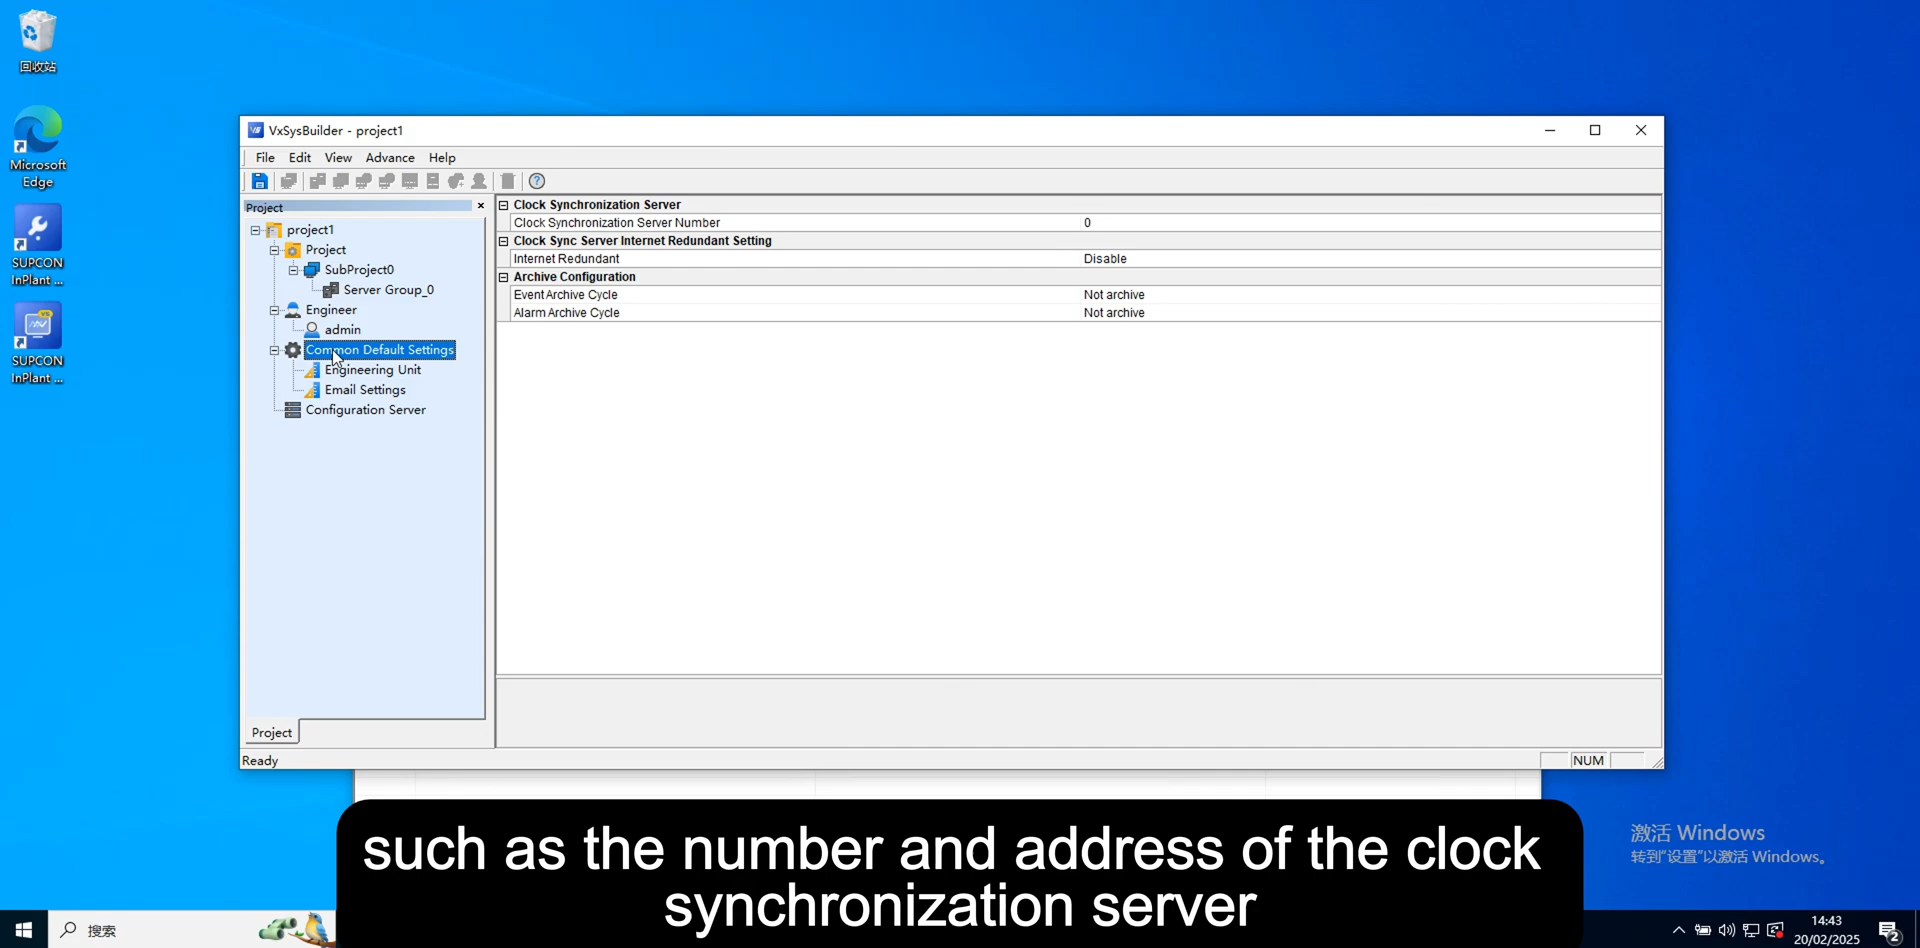 回收站
Microsoft
Edge
SUPCON
InPlant ...
SUPCON
InPlant ...
VxSysBuilder - project1
File Edit View Advance Help
Project
project1
Project
SubProject0
Server Group_0
Engineer
admin
Common Default Settings
Engineering Unit
Email Settings
Configuration Server
Project
Clock Synchronization Server
Clock Synchronization Server Number 0
Clock Sync Server Internet Redundant Setting
Internet Redundant Disable
Archive Configuration
Event Archive Cycle Not archive
Alarm Archive Cycle Not archive
Ready
NUM
such as the number and address of the clock
synchronization server
激活 Windows
转到"设置"以激活 Windows。
搜索
14:43
20/02/2025
2